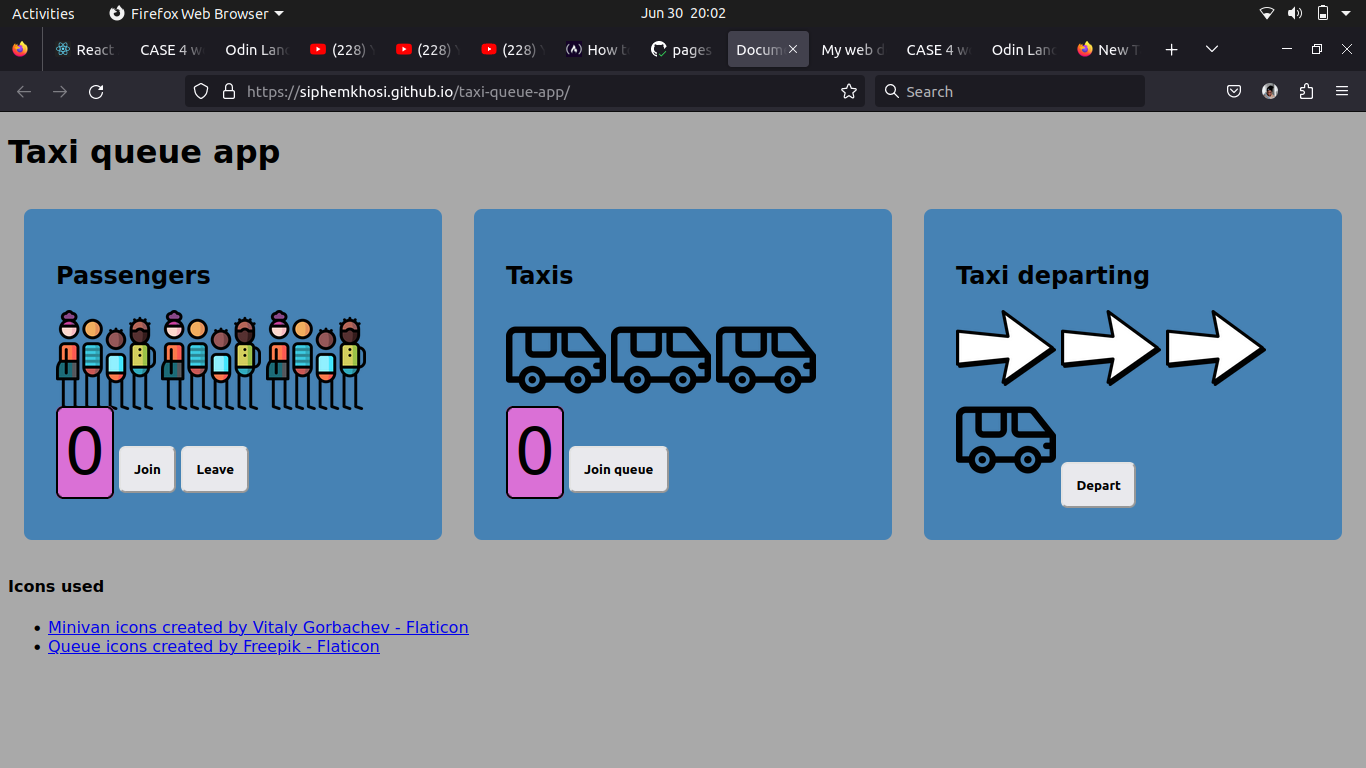 Activities Firefox Web Browser Jun 30 20:02
React CASE 4 w Odin Land (228) Y (228) Y (228) Y How to pages Docum My web d CASE 4 w Odin Land New T
https://siphemkhosi.github.io/taxi-queue-app/ Search
Taxi queue app
Passengers
0 Join Leave
Taxis
0 Join queue
Taxi departing
Depart
Icons used
• Minivan icons created by Vitaly Gorbachev - Flaticon
• Queue icons created by Freepik - Flaticon